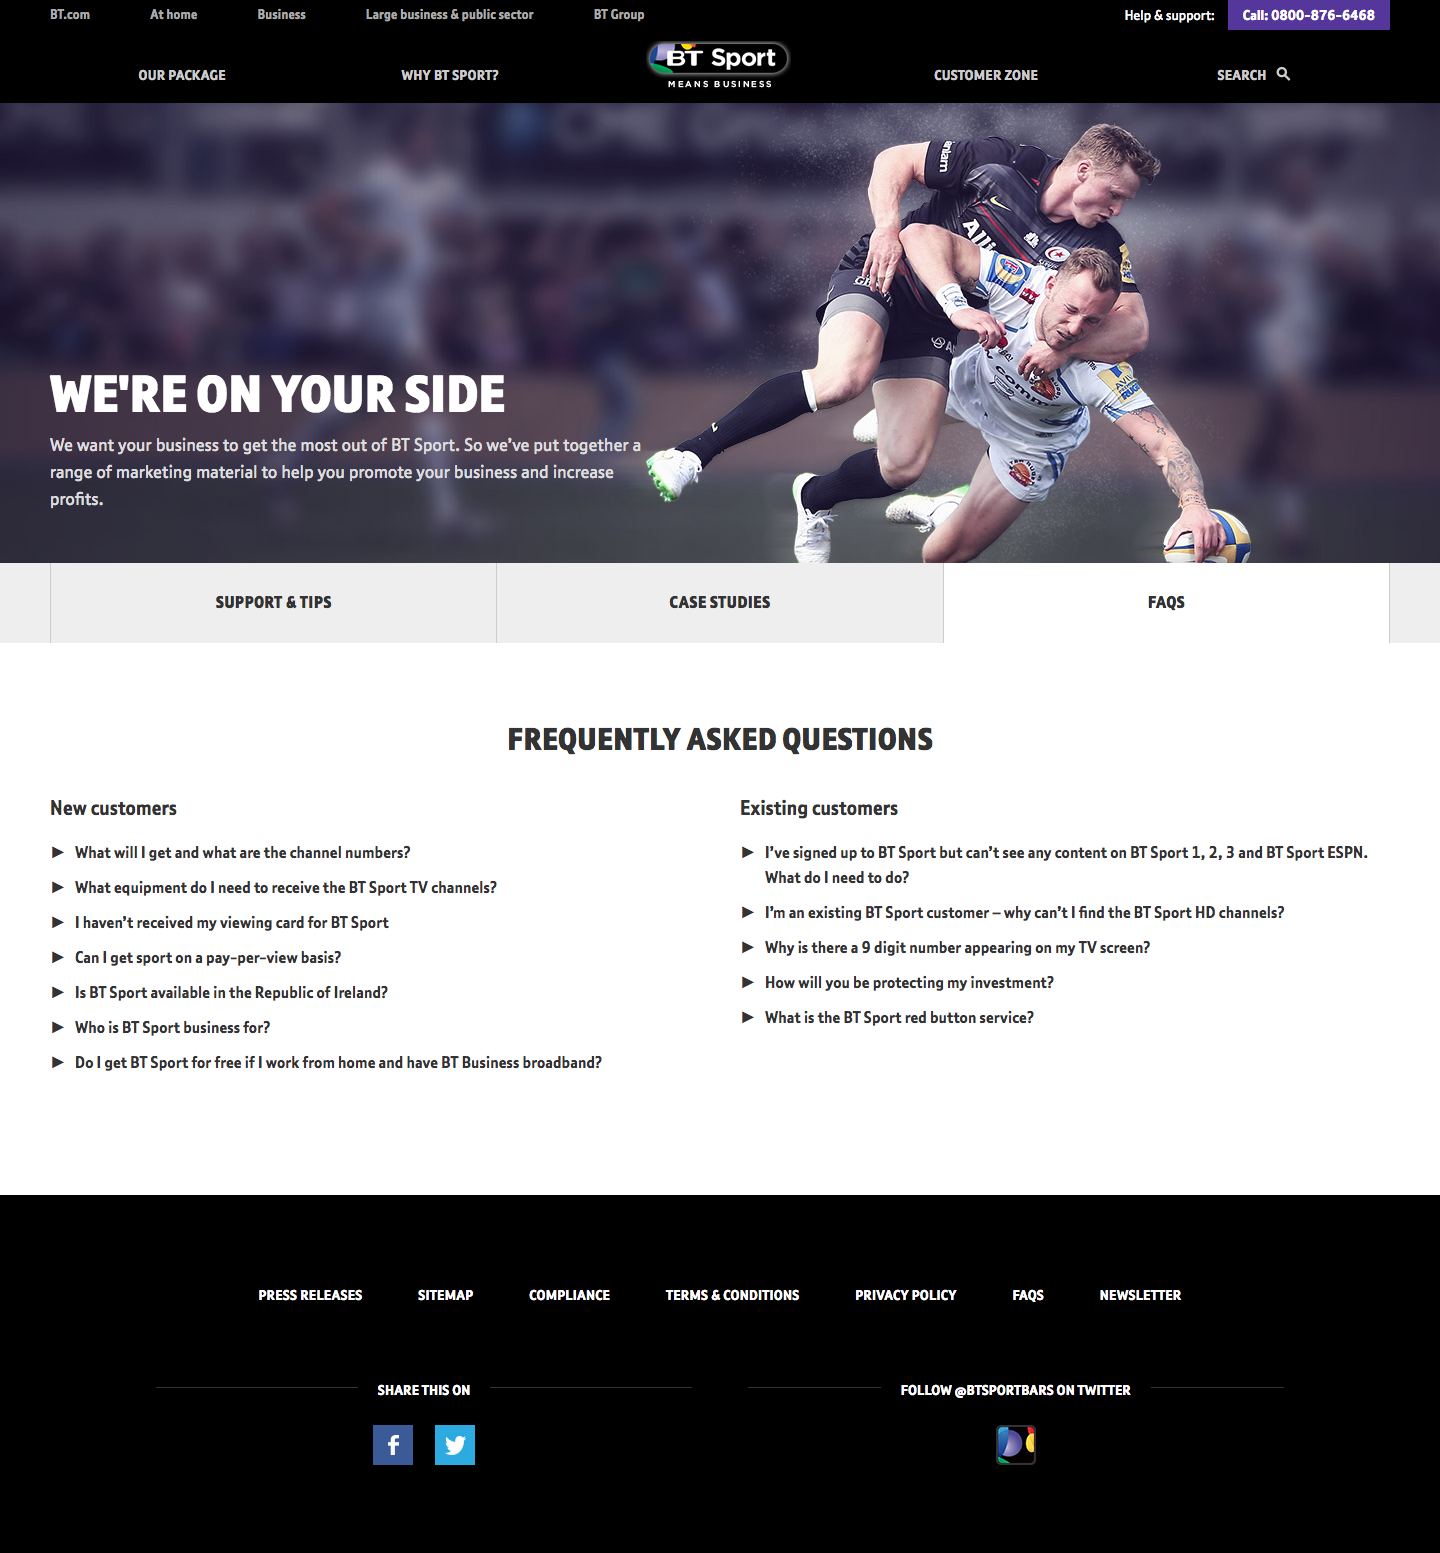 BT.com At home Business Large business & public sector BT Group Help & support: Call: 0800-876-6468
OUR PACKAGE WHY BT SPORT? BT Sport CUSTOMER ZONE SEARCH
MEANS BUSINESS
WE'RE ON YOUR SIDE
We want your business to get the most out of BT Sport. So we’ve put together a
range of marketing material to help you promote your business and increase
profits.
SUPPORT & TIPS CASE STUDIES FAQS
FREQUENTLY ASKED QUESTIONS
New customers
► What will I get and what are the channel numbers?
► What equipment do I need to receive the BT Sport TV channels?
► I haven’t received my viewing card for BT Sport
► Can I get sport on a pay-per-view basis?
► Is BT Sport available in the Republic of Ireland?
► Who is BT Sport business for?
► Do I get BT Sport for free if I work from home and have BT Business broadband?
Existing customers
► I’ve signed up to BT Sport but can’t see any content on BT Sport 1, 2, 3 and BT Sport ESPN.
What do I need to do?
► I’m an existing BT Sport customer – why can’t I find the BT Sport HD channels?
► Why is there a 9 digit number appearing on my TV screen?
► How will you be protecting my investment?
► What is the BT Sport red button service?
PRESS RELEASES SITEMAP COMPLIANCE TERMS & CONDITIONS PRIVACY POLICY FAQS NEWSLETTER
SHARE THIS ON
FOLLOW @BTSPORTBARS ON TWITTER